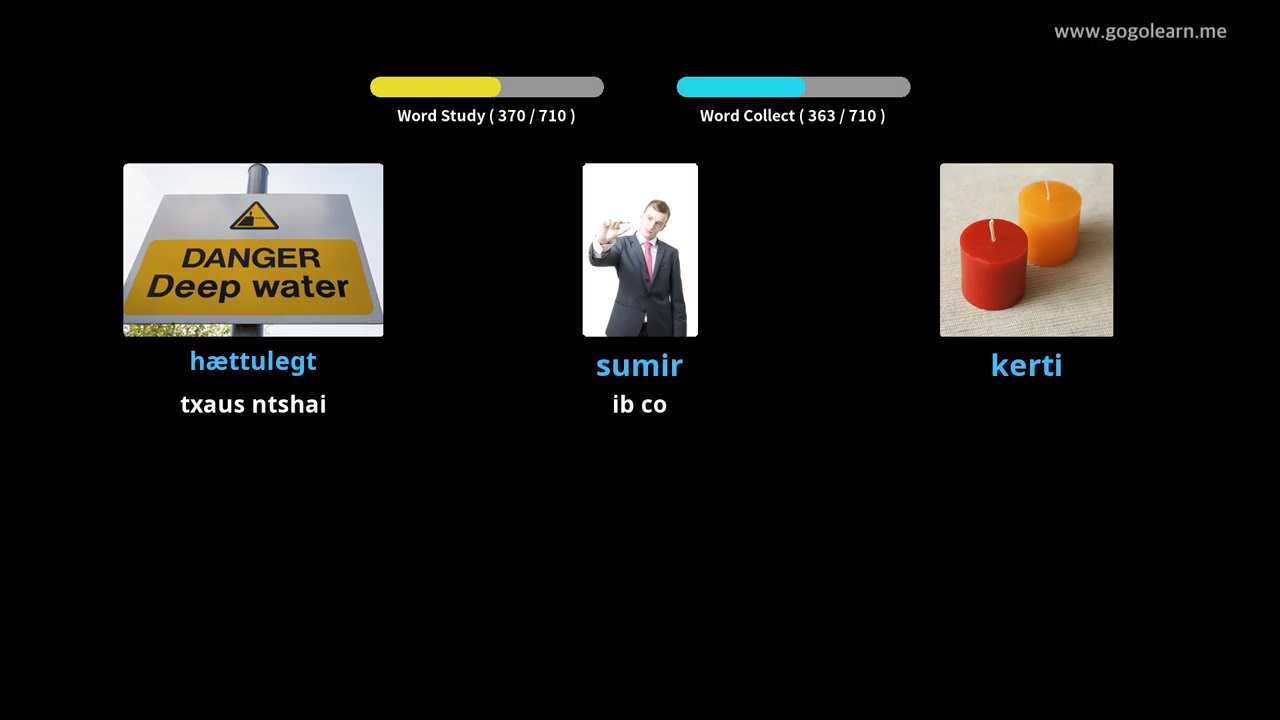 www.gogolearn.me
Word Study ( 370 / 710 )
Word Collect ( 363 / 710 )
DANGER
Deep water
hættulegt
sumir
kerti
txaus ntshai
ib co